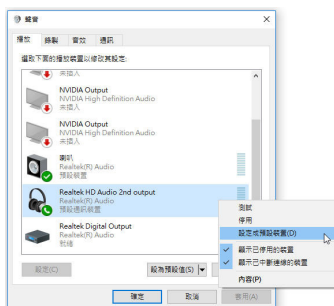 聲音
播放
錄製
音效
通訊
選取下面的播放裝置以修改其設定:
未插入
NVIDIA Output
NVIDIA High Definition Audio
未插入
NVIDIA Output
NVIDIA High Definition Audio
未插入
喇叭
Realtek(R) Audio
預設裝置
Realtek HD Audio 2nd output
Realtek(R) Audio
預設通訊裝置
Realtek Digital Output
Realtek(R) Audio
就緒
測試
停用
設定成預設裝置(D)
顯示已停用的裝置
顯示已中斷連線的裝置
內容(P)
設定(C)
設為預設值(S)
確定
取消
套用(A)